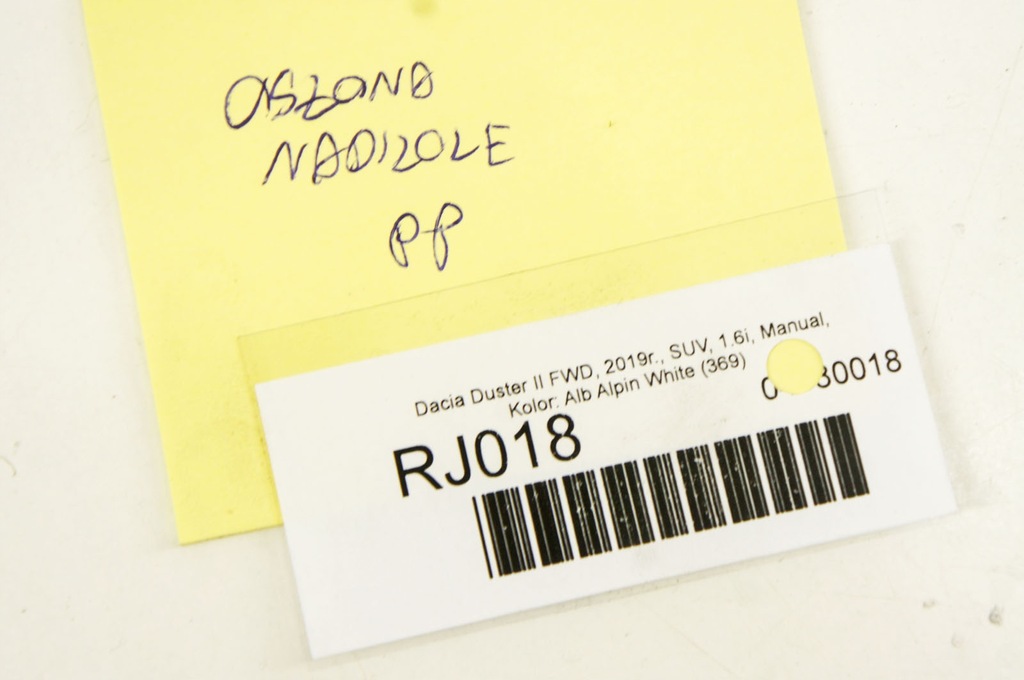 OSŁONA
NADKOLE
PP
Dacia Duster II FWD, 2019r., SUV, 1.6i, Manual,
Kolor: Alb Alpin White (369)
RJ018